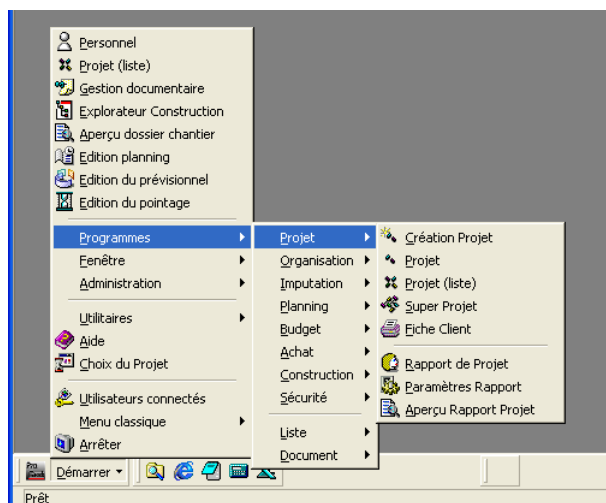 Personnel
Projet (liste)
Gestion documentaire
Explorateur Construction
Aperçu dossier chantier
Edition planning
Edition du prévisionnel
Edition du pointage
Programmes
Fenêtre
Administration
Utilitaires
Aide
Choix du Projet
Utilisateurs connectés
Menu classique
Arrêter
Projet
Organisation
Imputation
Planning
Budget
Achat
Construction
Sécurité
Liste
Document
Création Projet
Projet
Projet (liste)
Super Projet
Fiche Client
Rapport de Projet
Paramètres Rapport
Aperçu Rapport Projet
Démarrer
Prêt